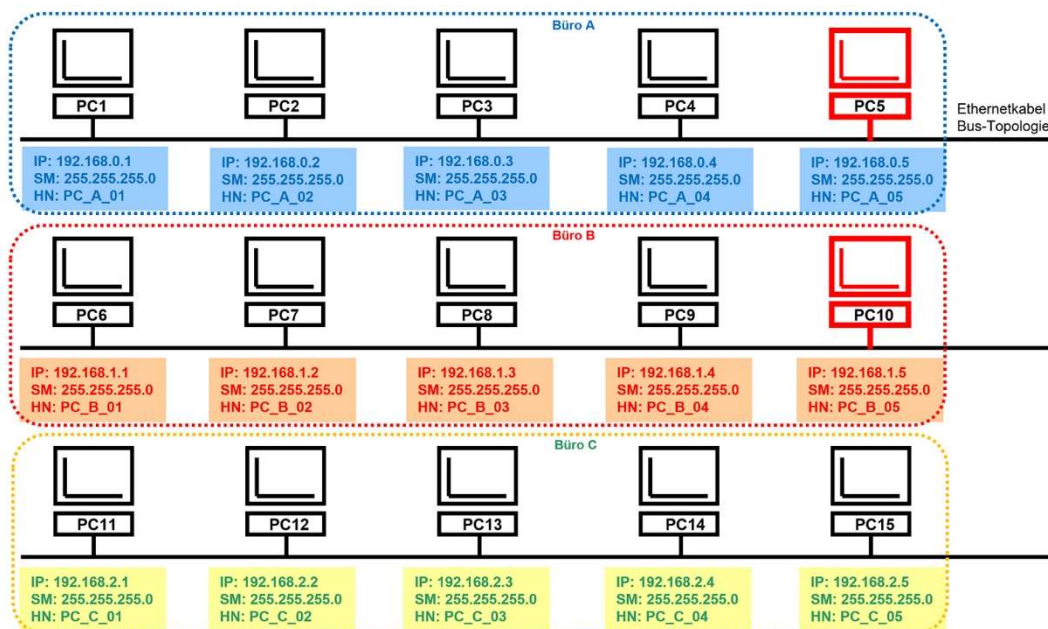 Büro A
PC1 PC2 PC3 PC4 PC5
Ethernetkabel
Bus-Topologie
IP: 192.168.0.1 IP: 192.168.0.2 IP: 192.168.0.3 IP: 192.168.0.4 IP: 192.168.0.5
SM: 255.255.255.0 SM: 255.255.255.0 SM: 255.255.255.0 SM: 255.255.255.0 SM: 255.255.255.0
HN: PC_A_01 HN: PC_A_02 HN: PC_A_03 HN: PC_A_04 HN: PC_A_05
Büro B
PC6 PC7 PC8 PC9 PC10
IP: 192.168.1.1 IP: 192.168.1.2 IP: 192.168.1.3 IP: 192.168.1.4 IP: 192.168.1.5
SM: 255.255.255.0 SM: 255.255.255.0 SM: 255.255.255.0 SM: 255.255.255.0 SM: 255.255.255.0
HN: PC_B_01 HN: PC_B_02 HN: PC_B_03 HN: PC_B_04 HN: PC_B_05
Büro C
PC11 PC12 PC13 PC14 PC15
IP: 192.168.2.1 IP: 192.168.2.2 IP: 192.168.2.3 IP: 192.168.2.4 IP: 192.168.2.5
SM: 255.255.255.0 SM: 255.255.255.0 SM: 255.255.255.0 SM: 255.255.255.0 SM: 255.255.255.0
HN: PC_C_01 HN: PC_C_02 HN: PC_C_03 HN: PC_C_04 HN: PC_C_05